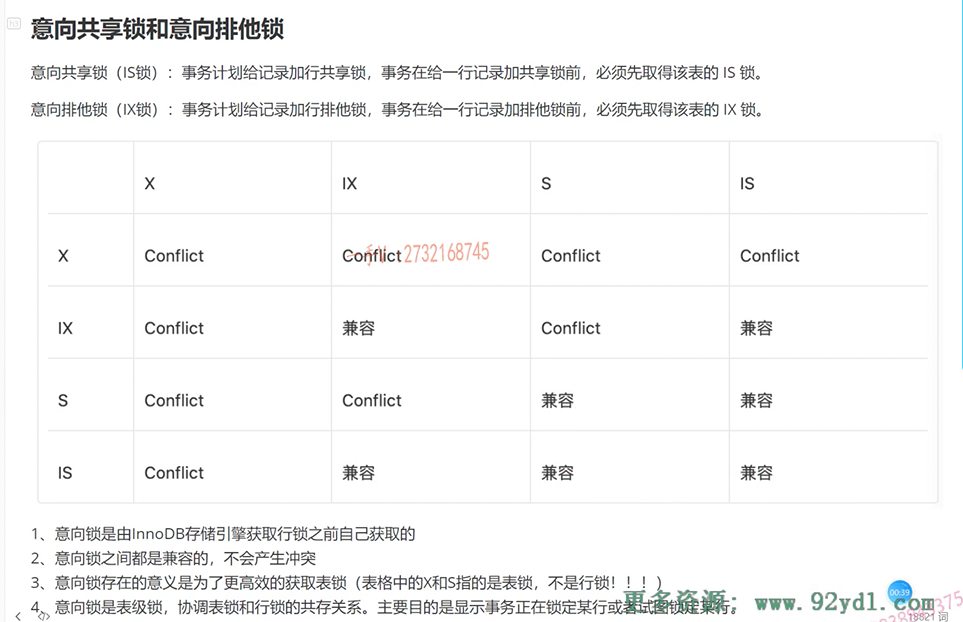 h3
意向共享锁和意向排他锁
意向共享锁（IS锁）：事务计划给记录加行共享锁，事务在给一行记录加共享锁前，必须先取得该表的 IS 锁。
意向排他锁（IX锁）：事务计划给记录加行排他锁，事务在给一行记录加排他锁前，必须先取得该表的 IX 锁。
X IX S IS
X Conflict Conflict Conflict Conflict
2732168745
IX Conflict 兼容 Conflict 兼容
S Conflict Conflict 兼容 兼容
IS Conflict 兼容 兼容 兼容
1、意向锁是由InnoDB存储引擎获取行锁之前自己获取的
2、意向锁之间都是兼容的，不会产生冲突
3、意向锁存在的意义是为了更高效的获取表锁（表格中的X和S指的是表锁，不是行锁！！！）
4、意向锁是表级锁，协调表锁和行锁的共存关系。主要目的是显示事务正在锁定某行或者试图锁定某行。
更多资源：www.92ydl.com
00:39
18821 词